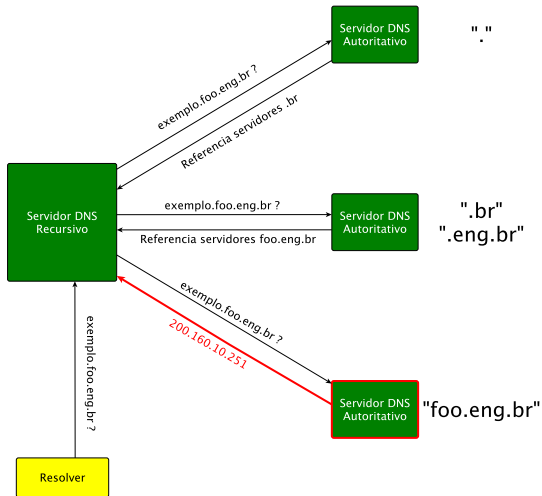 Servidor DNS
Autoritativo
"."
exemplo.foo.eng.br ?
Referencia servidores .br
Servidor DNS
Recursivo
exemplo.foo.eng.br ?
Referencia servidores foo.eng.br
Servidor DNS
Autoritativo
".br"
".eng.br"
exemplo.foo.eng.br ?
200.160.10.251
Servidor DNS
Autoritativo
"foo.eng.br"
exemplo.foo.eng.br ?
Resolver